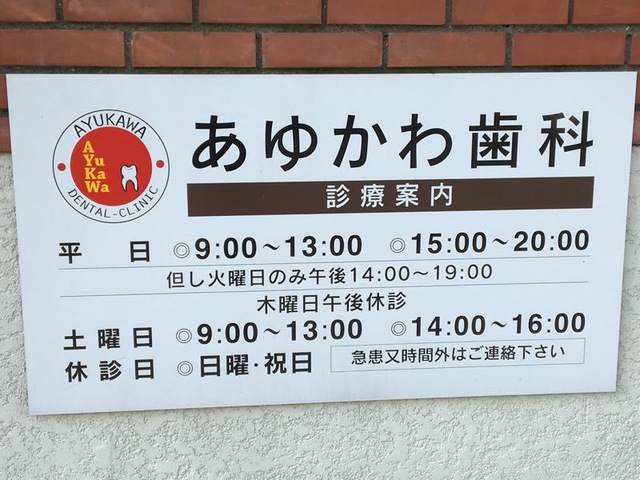 AYUKAWA
A
Yu
Ka
Wa
DENTAL-CLINIC
あゆかわ歯科
診療案内
平日 ◎9:00～13:00 ◎15:00～20:00
但し火曜日のみ午後14:00～19:00
木曜日午後休診
土曜日 ◎9:00～13:00 ◎14:00～16:00
休診日 ◎日曜・祝日
急患又時間外はご連絡下さい